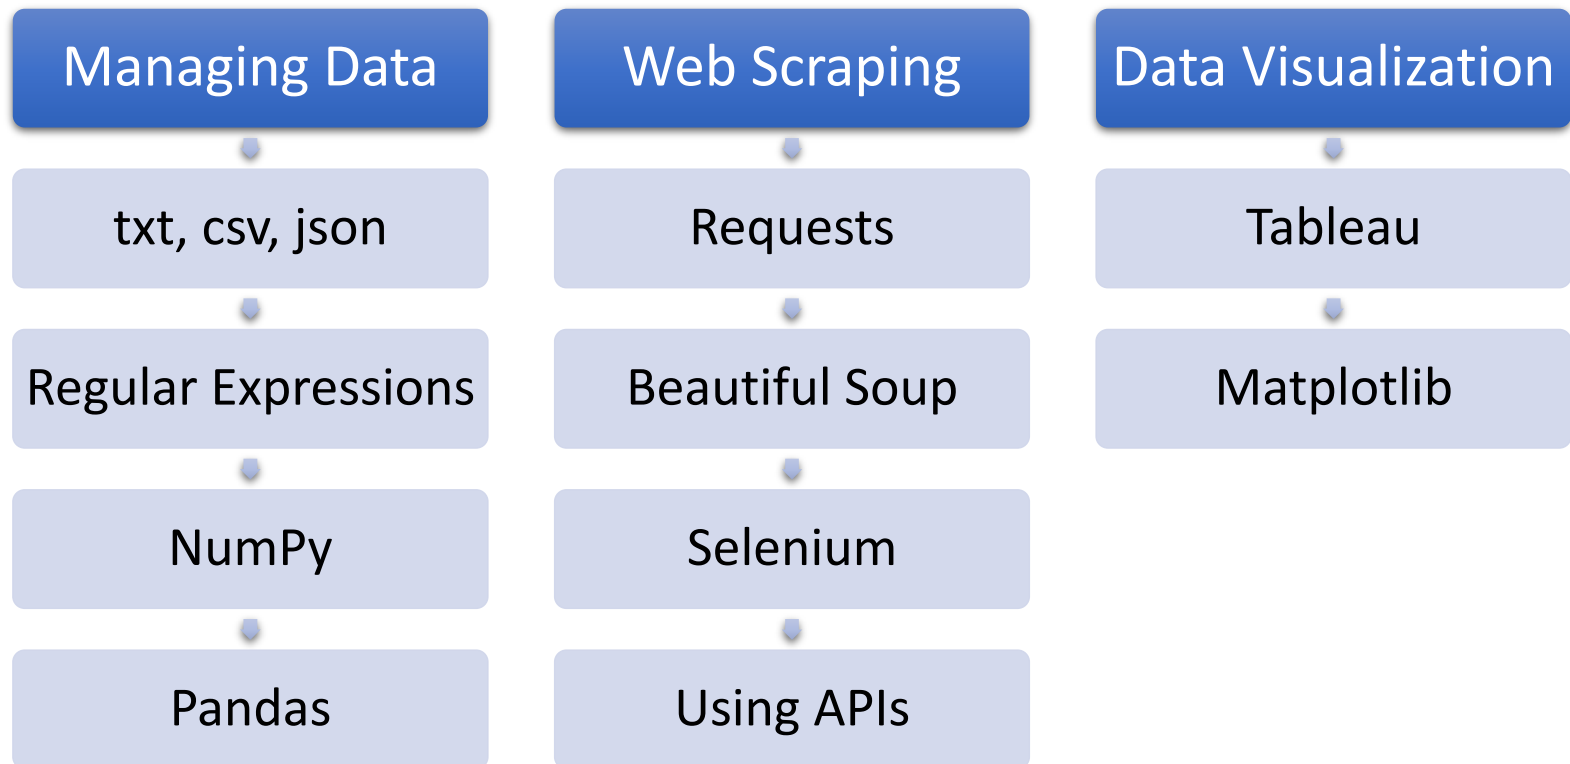 Managing Data
txt, csv, json
Regular Expressions
NumPy
Pandas
Web Scraping
Requests
Beautiful Soup
Selenium
Using APIs
Data Visualization
Tableau
Matplotlib